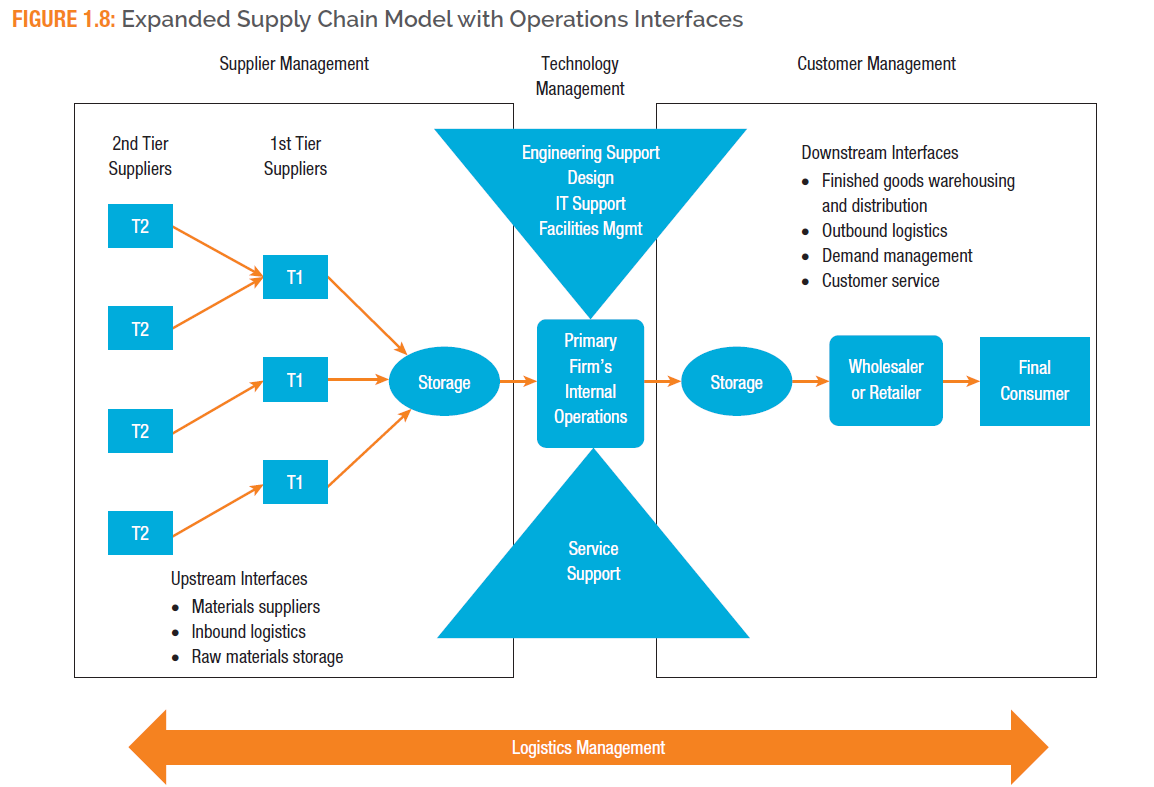 FIGURE 1.8: Expanded Supply Chain Model with Operations Interfaces
Supplier Management
Technology
Management
Customer Management
2nd Tier
Suppliers
1st Tier
Suppliers
T2
T2
T2
T2
T1
T1
T1
Storage
Upstream Interfaces
• Materials suppliers
• Inbound logistics
• Raw materials storage
Engineering Support
Design
IT Support
Facilities Mgmt
Primary
Firm's
Internal
Operations
Service
Support
Downstream Interfaces
• Finished goods warehousing
and distribution
• Outbound logistics
• Demand management
• Customer service
Storage
Wholesaler
or Retailer
Final
Consumer
Logistics Management